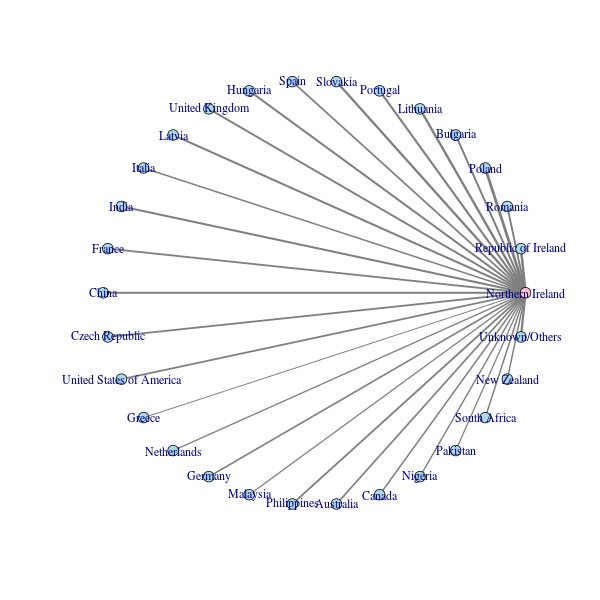 Spain
Slovakia
Hungaria
Portugal
United Kingdom
Lithuania
Latvia
Bulgaria
Italia
Poland
India
Romania
France
Republic of Ireland
China
Northern Ireland
Czech Republic
Unknown/Others
United States of America
New Zealand
Greece
South Africa
Netherlands
Pakistan
Germany
Nigeria
Malaysia
Canada
Philippines
Australia